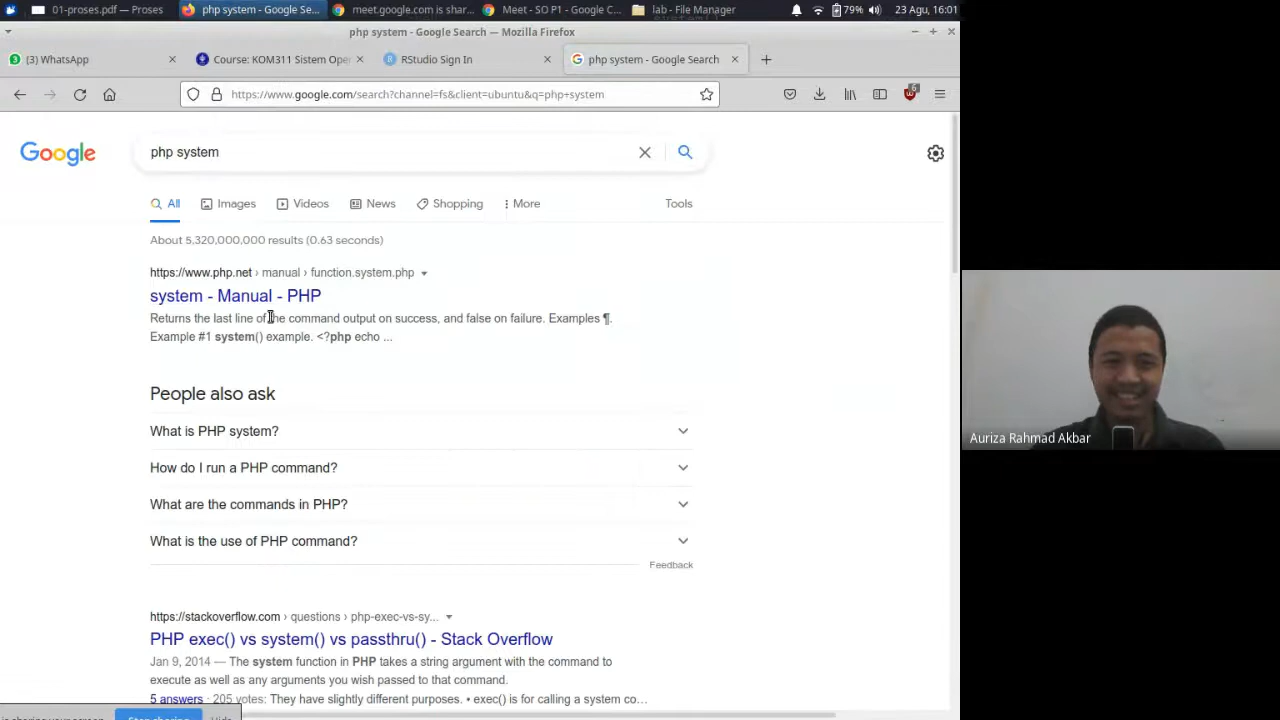 01-proses.pdf — Proses
php system - Google Se...
meet.google.com is shar...
Meet - SO P1 - Google C...
lab - File Manager
79%
23 Agu, 16:01
php system - Google Search — Mozilla Firefox
(3) WhatsApp
Course: KOM311 Sistem Ope
RStudio Sign In
php system - Google Search
https://www.google.com/search?channel=fs&client=ubuntu&q=php+system
6
Google
php system
All
Images
Videos
News
Shopping
More
Tools
About 5,320,000,000 results (0.63 seconds)
https://www.php.net › manual › function.system.php
system - Manual - PHP
Returns the last line of the command output on success, and false on failure. Examples ¶.
Example #1 system() example. <?php echo ...
People also ask
What is PHP system?
How do I run a PHP command?
What are the commands in PHP?
What is the use of PHP command?
Feedback
https://stackoverflow.com › questions › php-exec-vs-sy...
PHP exec() vs system() vs passthru() - Stack Overflow
Jan 9, 2014 — The system function in PHP takes a string argument with the command to
execute as well as any arguments you wish passed to that command.
5 answers · 205 votes: They have slightly different purposes. • exec() is for calling a system co...
is sharing your screen.
Stop sharing
Hide
Auriza Rahmad Akbar